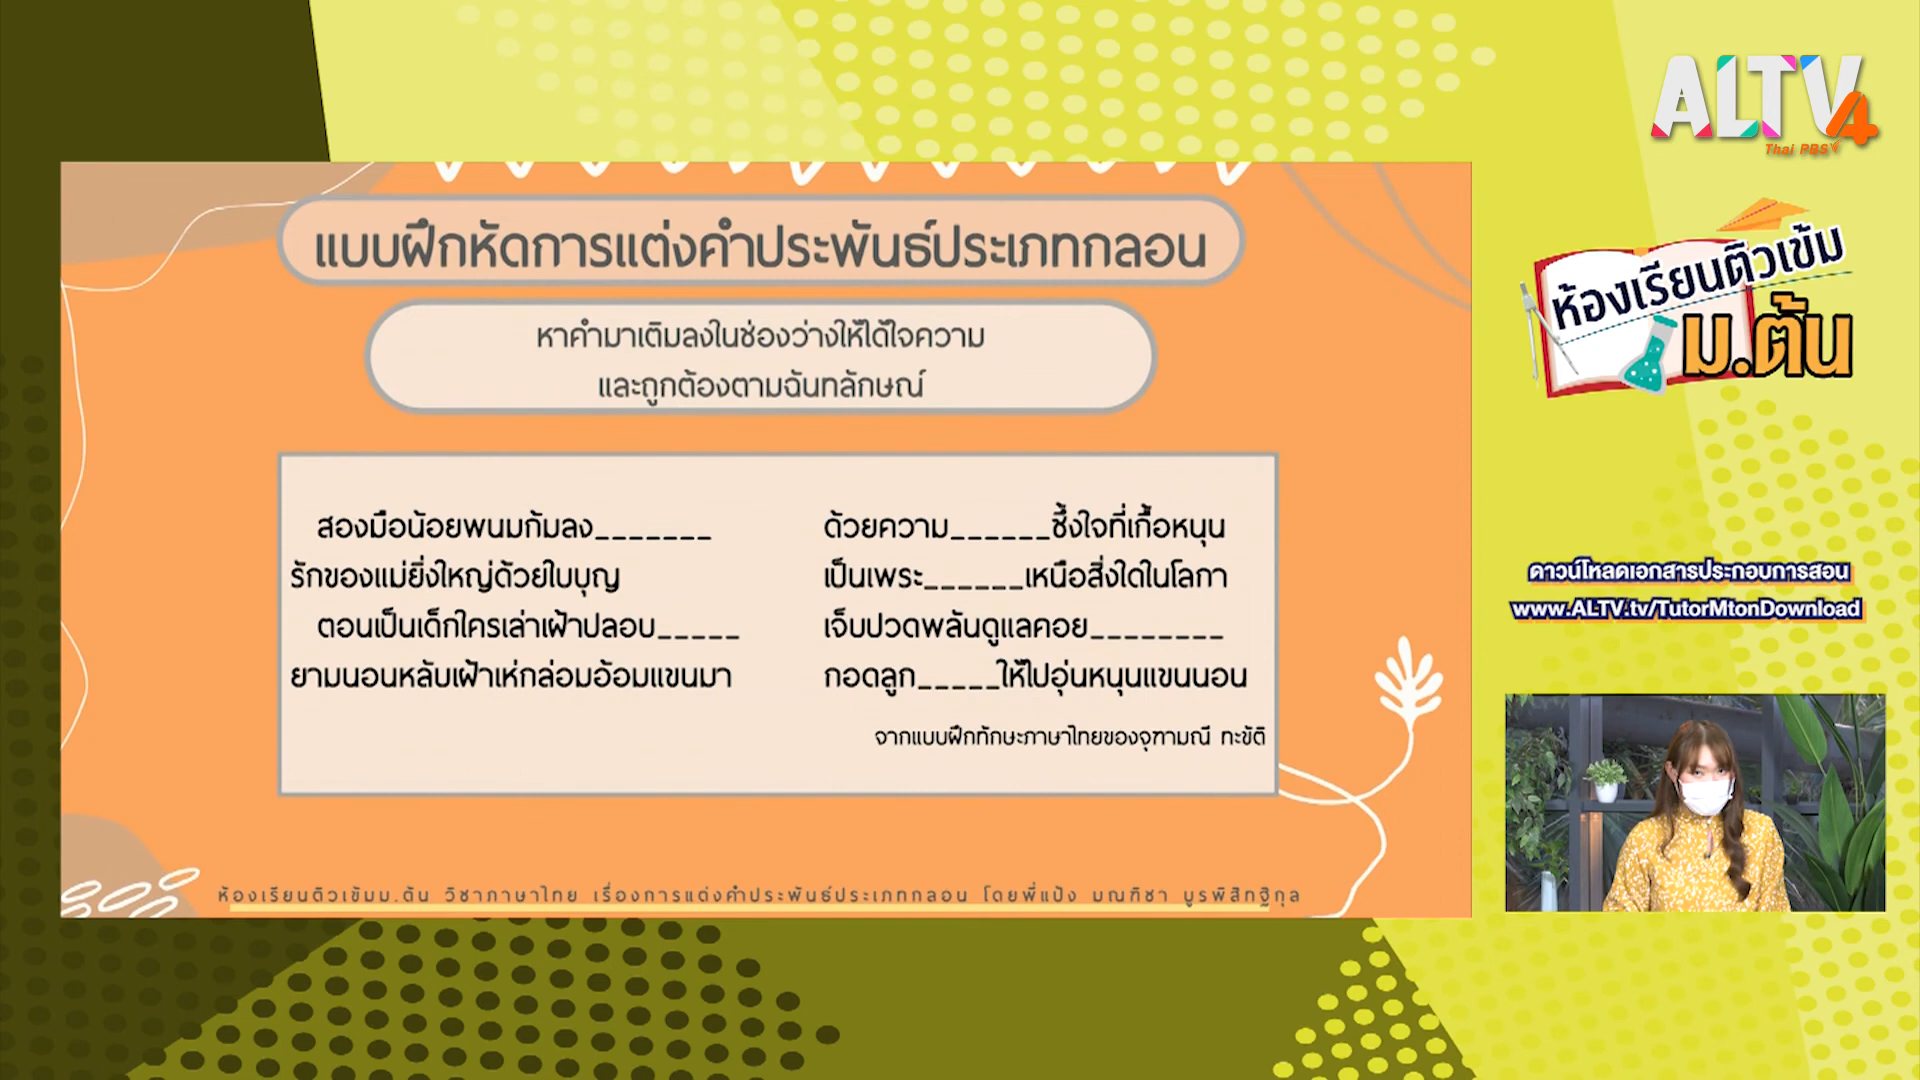 ALTV4
Thai PBS
แบบฝึกหัดการแต่งคำประพันธ์ประเภทกลอน
หาคำมาเติมลงในช่องว่างให้ได้ใจความ
และถูกต้องตามฉันทลักษณ์
สองมือน้อยพนมก้มลง_______ ด้วยความ______ซึ้งใจที่เกื้อหนุน
รักของแม่ยิ่งใหญ่ด้วยใบบุญ เป็นเพระ______เหนือสิ่งใดในโลกา
ตอนเป็นเด็กใครเล่าเฝ้าปลอบ_____ เจ็บปวดพลันดูแลคอย________
ยามนอนหลับเฝ้าเห่กล่อมอ้อมแขนมา กอดลูก_____ให้ไปอุ่นหนุนแขนนอน
จากแบบฝึกทักษะภาษาไทยของจุฑามณี ทะขัติ
ห้องเรียนติวเข้มม.ต้น วิชาภาษาไทย เรื่องการแต่งคำประพันธ์ประเภทกลอน โดยพี่แป้ง มณฑิชา บูรพิสิทฐิกุล
ห้องเรียนติวเข้ม
ม.ต้น
ดาวน์โหลดเอกสารประกอบการสอน
www.ALTV.tv/TutorMtonDownload